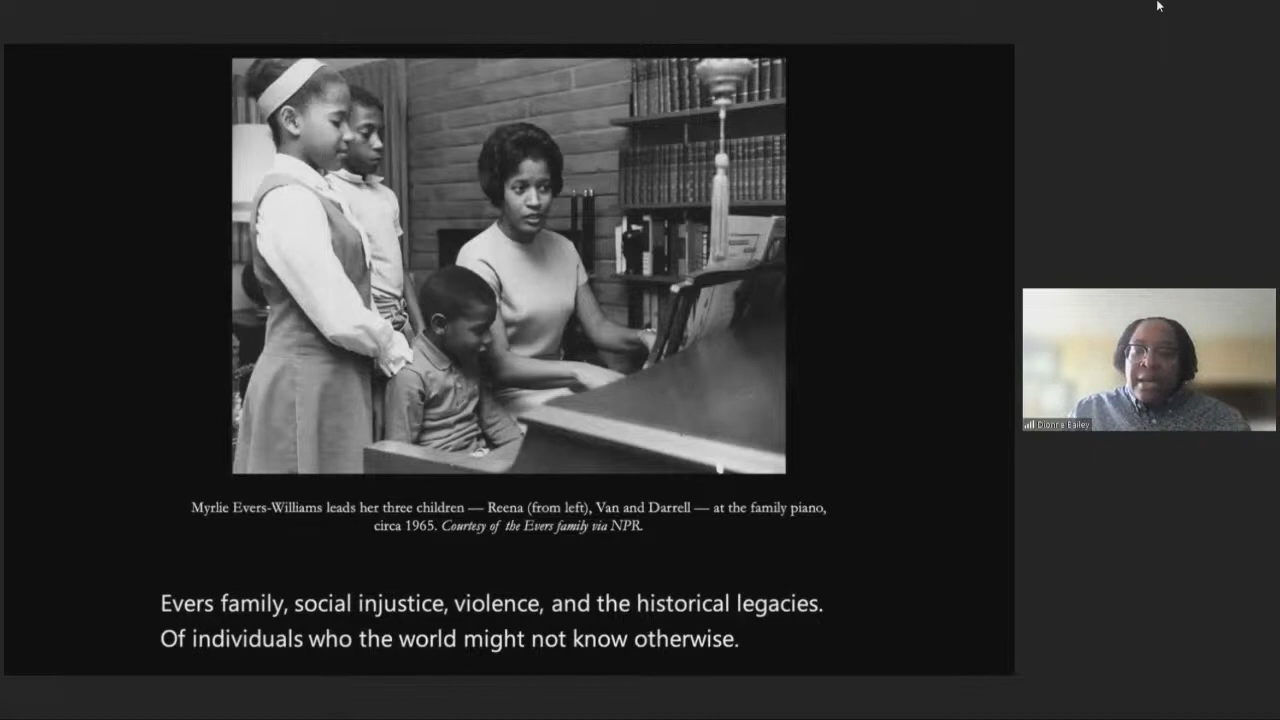 Myrlie Evers-Williams leads her three children — Reena (from left), Van and Darrell — at the family piano,
circa 1965. Courtesy of the Evers family via NPR.
Evers family, social injustice, violence, and the historical legacies.
Of individuals who the world might not know otherwise.
Dionne Bailey